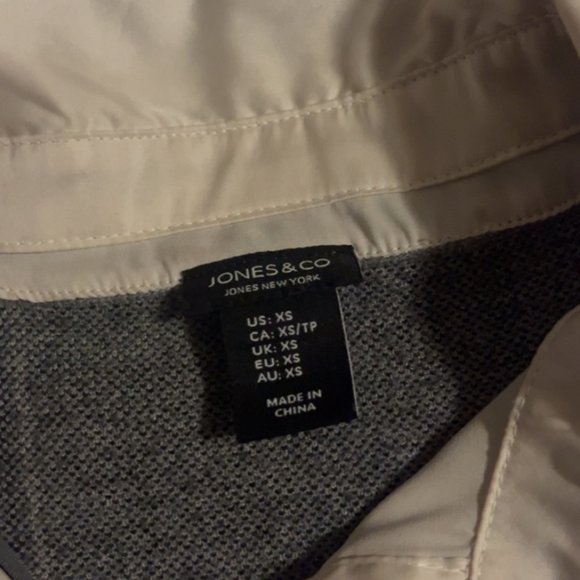 JONES & CO
JONES NEW YORK
US: XS
CA: XS/TP
UK: XS
EU: XS
AU: XS
MADE IN
CHINA